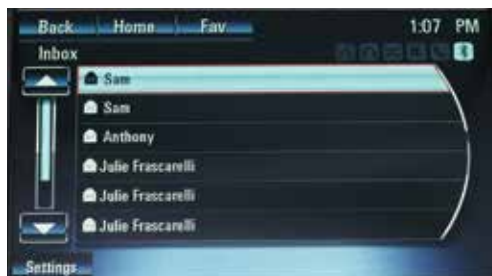 Back Home Fav 1:07 PM
Inbox
Sam
Sam
Anthony
Julie Frascarelli
Julie Frascarelli
Julie Frascarelli
Settings